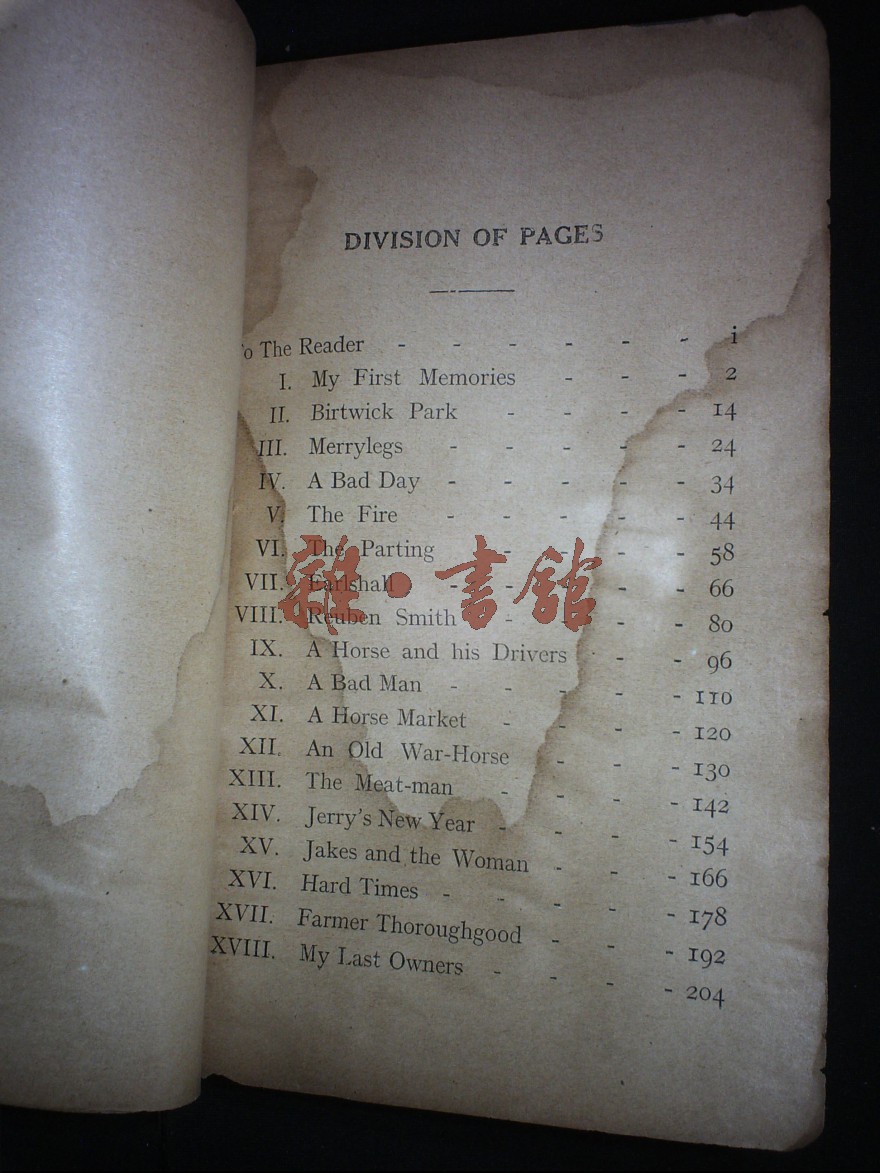 DIVISION OF PAGES
To The Reader - - - - - - i
I. My First Memories - - - 2
II. Birtwick Park - - - - 14
III. Merrylegs - - - - - 24
IV. A Bad Day - - - - - 34
V. The Fire - - - - - 44
VI. The Parting - - - - 58
VII. Earlshall - - - - - 66
VIII. Reuben Smith - - - - 80
IX. A Horse and his Drivers - - - 96
X. A Bad Man - - - - - 110
XI. A Horse Market - - - - 120
XII. An Old War-Horse - - - 130
XIII. The Meat-man - - - - 142
XIV. Jerry's New Year - - - - 154
XV. Jakes and the Woman - - - 166
XVI. Hard Times - - - - - 178
XVII. Farmer Thoroughgood - - - 192
XVIII. My Last Owners - - - - 204
雜·書館